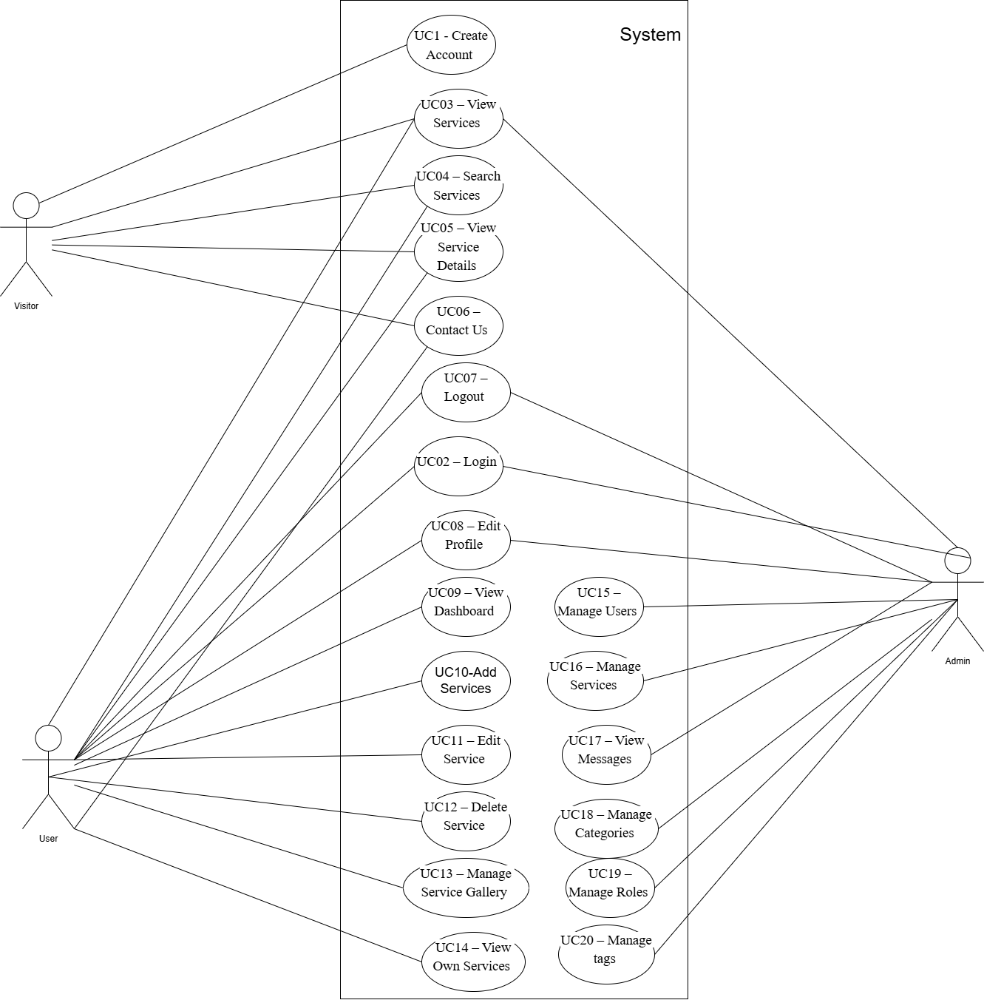 System
UC1 - Create
Account
UC03 – View
Services
UC04 – Search
Services
UC05 – View
Service
Details
Visitor
UC06 –
Contact Us
UC07 –
Logout
UC02 – Login
UC08 – Edit
Profile
UC09 – View
Dashboard
UC15 –
Manage Users
Admin
UC10-Add
Services
UC16 – Manage
Services
UC11 – Edit
Service
UC17 – View
Messages
User
UC12 – Delete
Service
UC18 – Manage
Categories
UC13 – Manage
Service Gallery
UC19 –
Manage Roles
UC14 – View
Own Services
UC20 – Manage
tags